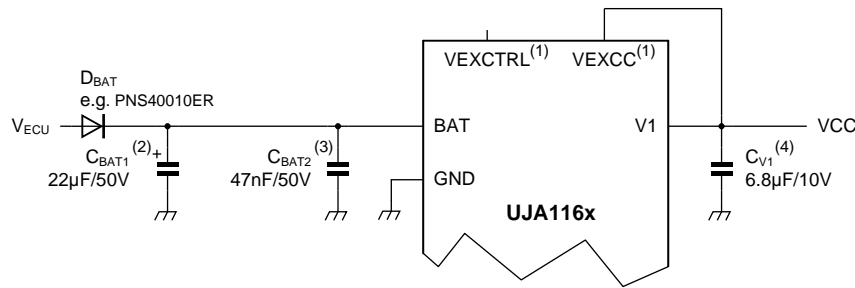 VEXCTRL(1)
VEXCC(1)
DBAT
e.g. PNS40010ER
VECU
BAT
V1
VCC
CBAT1(2)+
22µF/50V
CBAT2(3)
47nF/50V
GND
CV1(4)
6.8µF/10V
UJA116x